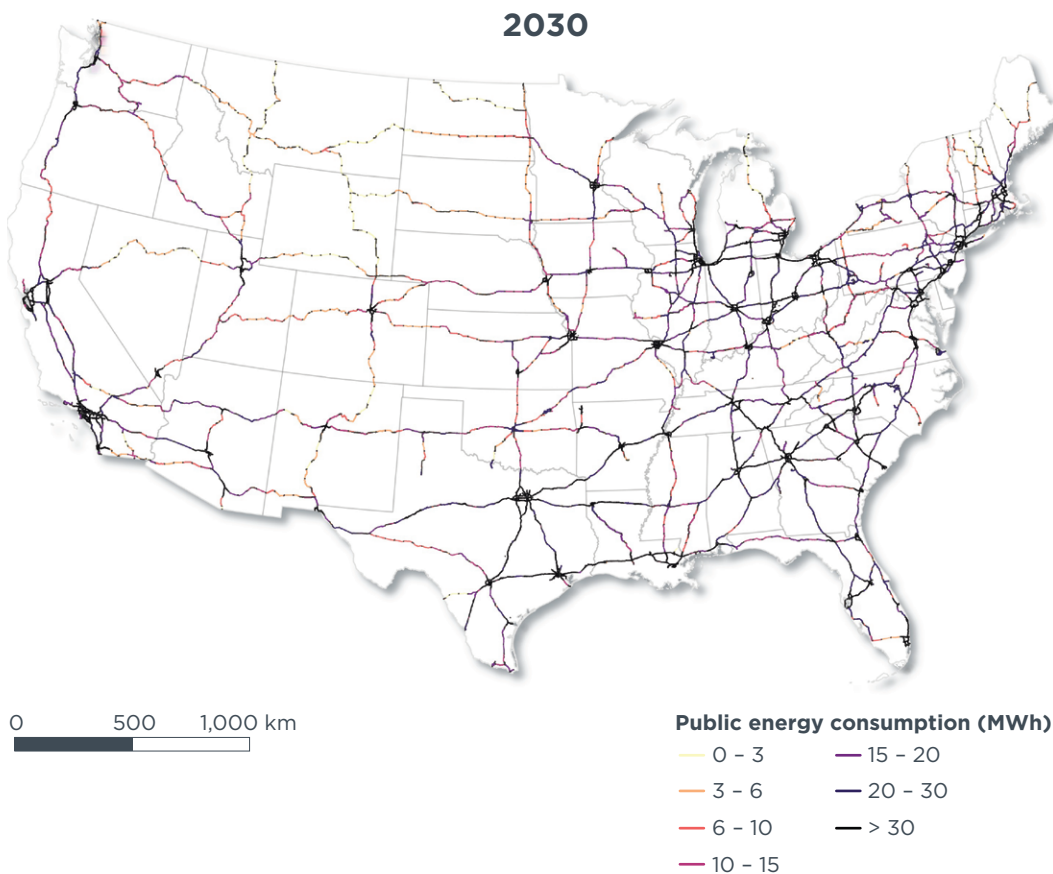 2030
0 500 1,000 km
Public energy consumption (MWh)
0 – 3 15 – 20
3 – 6 20 – 30
6 – 10 > 30
10 – 15